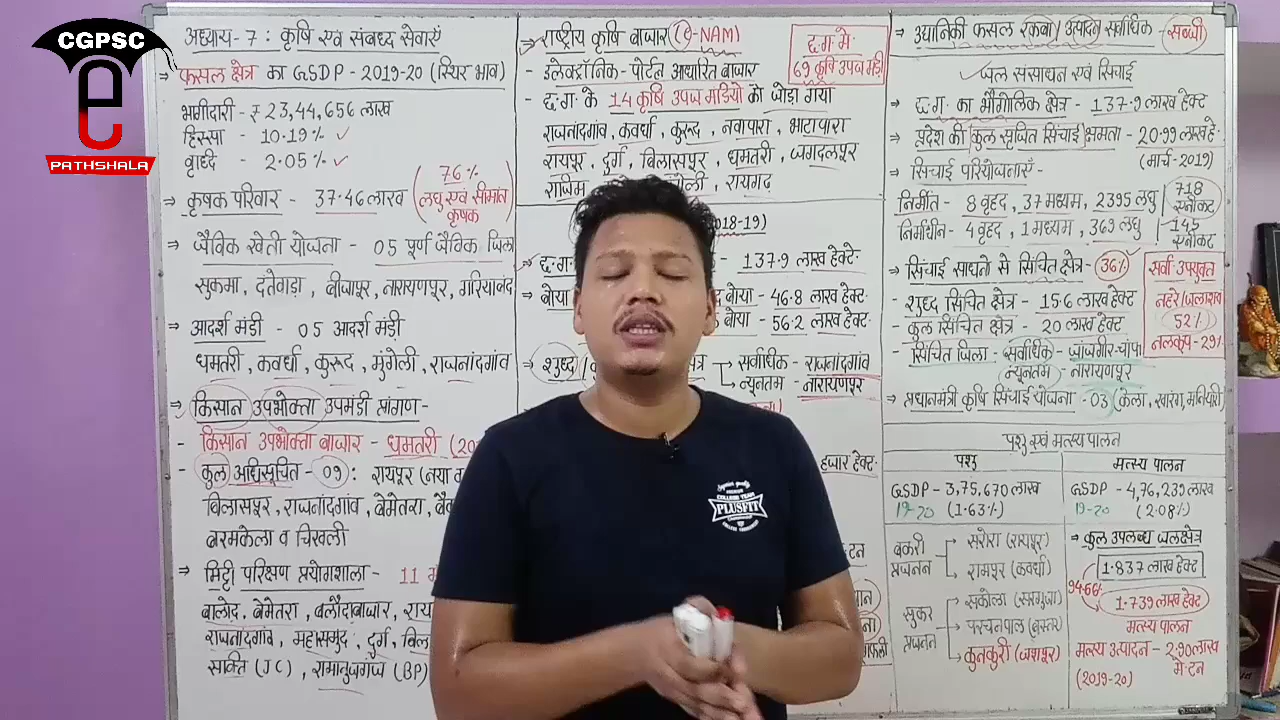 CGPSC
e
PATHSHALA
अध्याय- 7 : कृषि एवं संबध्द सेवाएँ
⇒ फसल क्षेत्र का GSDP - 2019-20 (स्थिर भाव)
भागीदारी - ₹ 23,44,656 लाख
हिस्सा - 10.19% ✓
वृध्दि - 2.05% ✓
⇒ कृषक परिवार - 37.46 लाख (76% लघु एवं सीमांत कृषक)
⇒ जैविक खेती योजना - 05 पूर्ण जैविक जिला
सुकमा, दंतेवाड़ा, बीजापुर, नारायणपुर, गरियाबंद
⇒ आदर्श मंडी - 05 आदर्श मंड़ी
धमतरी, कवर्धा, कुरूद, मुंगेली, राजनांदगांव
⇒ किसान उपभोक्ता उपमंडी प्रांगण-
- किसान उपभोक्ता बाजार - धमतरी (20
- कुल अधिसूचित - 09 : रायपुर (नया
बिलासपुर, राजनांदगांव, बेमेतरा,
बरमकेला व चिखली
⇒ मिट्टी परिक्षण प्रयोगशाला - 11
बालोद, बेमेतरा, बलौदाबाजार,
राजनांदगांव, महासमुंद, दुर्ग,
सक्ति (JC), रामानुजगंज (BP)
⇒ राष्ट्रीय कृषि बाजार (e-NAM)
छ.ग मे
69 कृषि उपज मंडी
- इलेक्ट्रॉनिक- पोर्टल आधारित बाजार
- छ.ग. के 14 कृषि उपज मंडियो को जोड़ा गया
राजनांदगांव, कवर्धा, कुरूद, नवापारा, भाटापारा
रायपुर, दुर्ग, बिलासपुर, धमतरी, जगदलपुर
राजिम, रायगढ़
018-19)
⇒ छ.ग - 137.9 लाख हेक्टे.
⇒ बोया बोया - 46.8 लाख हेक्ट.
बोया - 56.2 लाख हेक्ट.
⇒ शुध्द → सर्वाधिक - राजनांदगांव
→ न्यूनतम - नारायणपुर
हजार हेक्ट.
टन
⇒ उद्यानिकी फसल रकबा / उत्पादन सर्वाधिक - सब्जी
✓ जल संसाधन एवं सिंचाई
⇒ छ.ग. का भौगोलिक क्षेत्र - 137.9 लाख हेक्ट
⇒ प्रदेश की कुल सृजित सिंचाई क्षमता - 20.99 लाख हे.
(मार्च-2019)
⇒ सिंचाई परियोजनाएँ -
निर्मित - 8 वृहद, 37 मध्यम, 2395 लघु | 718 एनीकट
निर्माधीन - 4 वृहद, 1 मध्यम, 369 लघु | 145 एनीकट
⇒ सिंचाई साधनो से सिंचित क्षेत्र - 36%
सर्वा उपयुक्त
नहरे/जलाशय
52%
नलकूप - 29%
- शुध्द सिंचित क्षेत्र - 15.6 लाख हेक्ट
- कुल सिंचित क्षेत्र - 20 लाख हेक्ट
- सिंचित जिला - सर्वाधिक - जांजगीर-चांपा
न्यूनतम - नारायणपुर
⇒ प्रधानमंत्री कृषि सिंचाई योजना - 03 (केलो, खारंग, मनियारी)
पशु एवं मत्स्य पालन
पशु
GSDP - 3,75,670 लाख
19-20 (1.63%)
बकरी प्रजनन → सरोरा (रायपुर)
→ रामपुर (कवर्धा)
सुकर प्रजनन → सकोला (सरगुजा)
→ परचनपाल (बस्तर)
→ कुनकुरी (जशपुर)
मत्स्य पालन
GSDP - 4,76,239 लाख
19-20 (2.08%)
⇒ कुल उपलब्ध जलक्षेत्र
1.837 लाख हेक्ट
94.66%
1.739 लाख हेक्ट
मत्स्य पालन
मत्स्य उत्पादन - 2.90 लाख मे-टन
(2019-20)
PLUSFIT